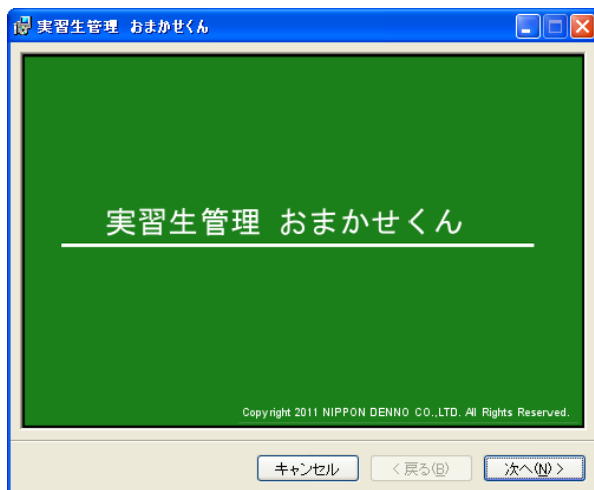 実習生管理 おまかせくん
実習生管理 おまかせくん
Copyright 2011 NIPPON DENNO CO.,LTD. All Rights Reserved.
キャンセル
< 戻る(B)
次へ(N) >